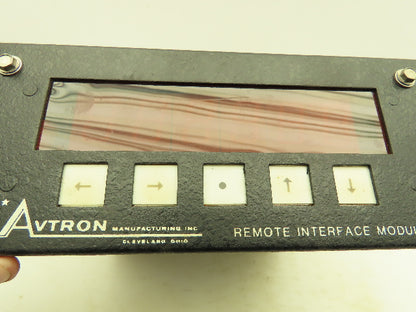 ← → • ↑ ↓
AVTRON MANUFACTURING INC
CLEVELAND OHIO
REMOTE INTERFACE MODUL